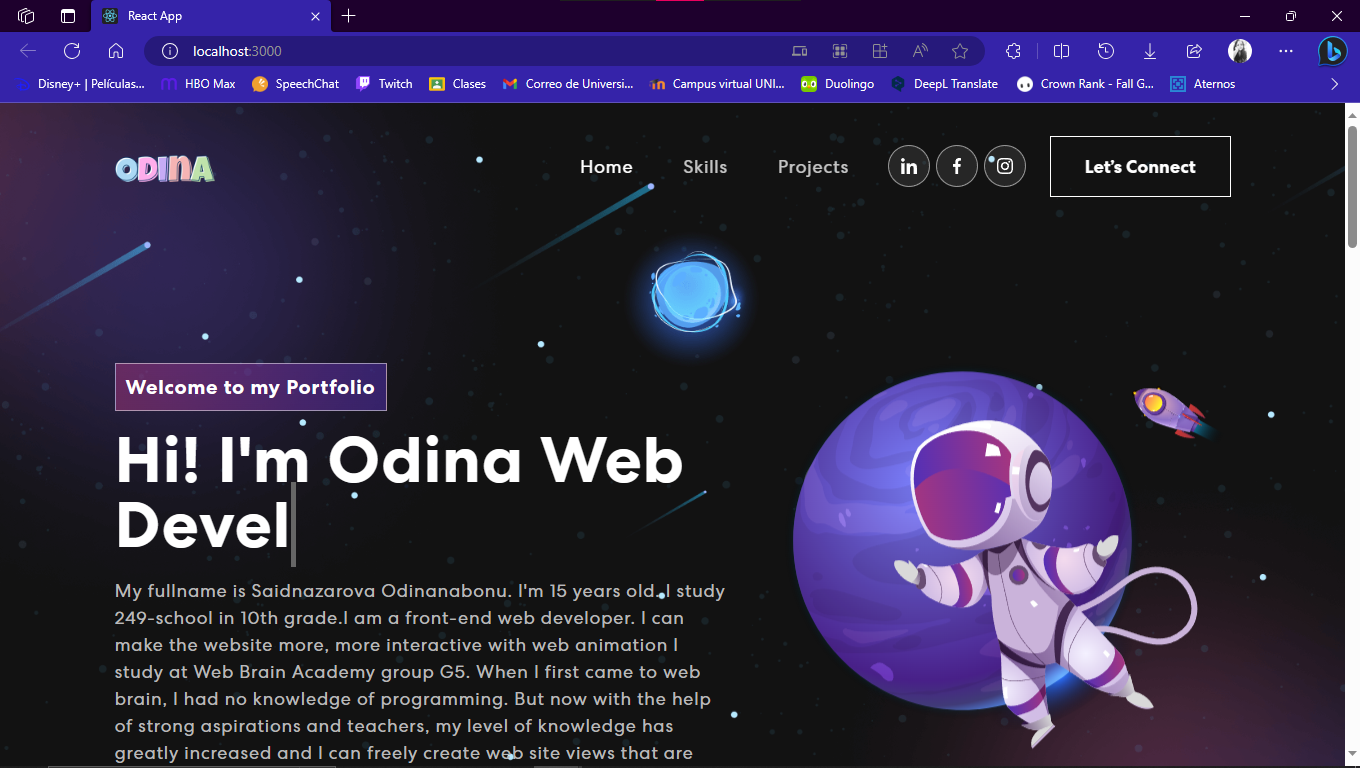 React App
localhost:3000
Disney+ | Películas...
HBO Max
SpeechChat
Twitch
Clases
Correo de Universi...
Campus virtual UNI...
Duolingo
DeepL Translate
Crown Rank - Fall G...
Aternos
ODINA
Home
Skills
Projects
in
f
Let's Connect
Welcome to my Portfolio
Hi! I'm Odina Web
Devel
My fullname is Saidnazarova Odinanabonu. I'm 15 years old..I study
249-school in 10th grade.I am a front-end web developer. I can
make the website more, more interactive with web animation I
study at Web Brain Academy group G5. When I first came to web
brain, I had no knowledge of programming. But now with the help
of strong aspirations and teachers, my level of knowledge has
greatly increased and I can freely create web site views that are